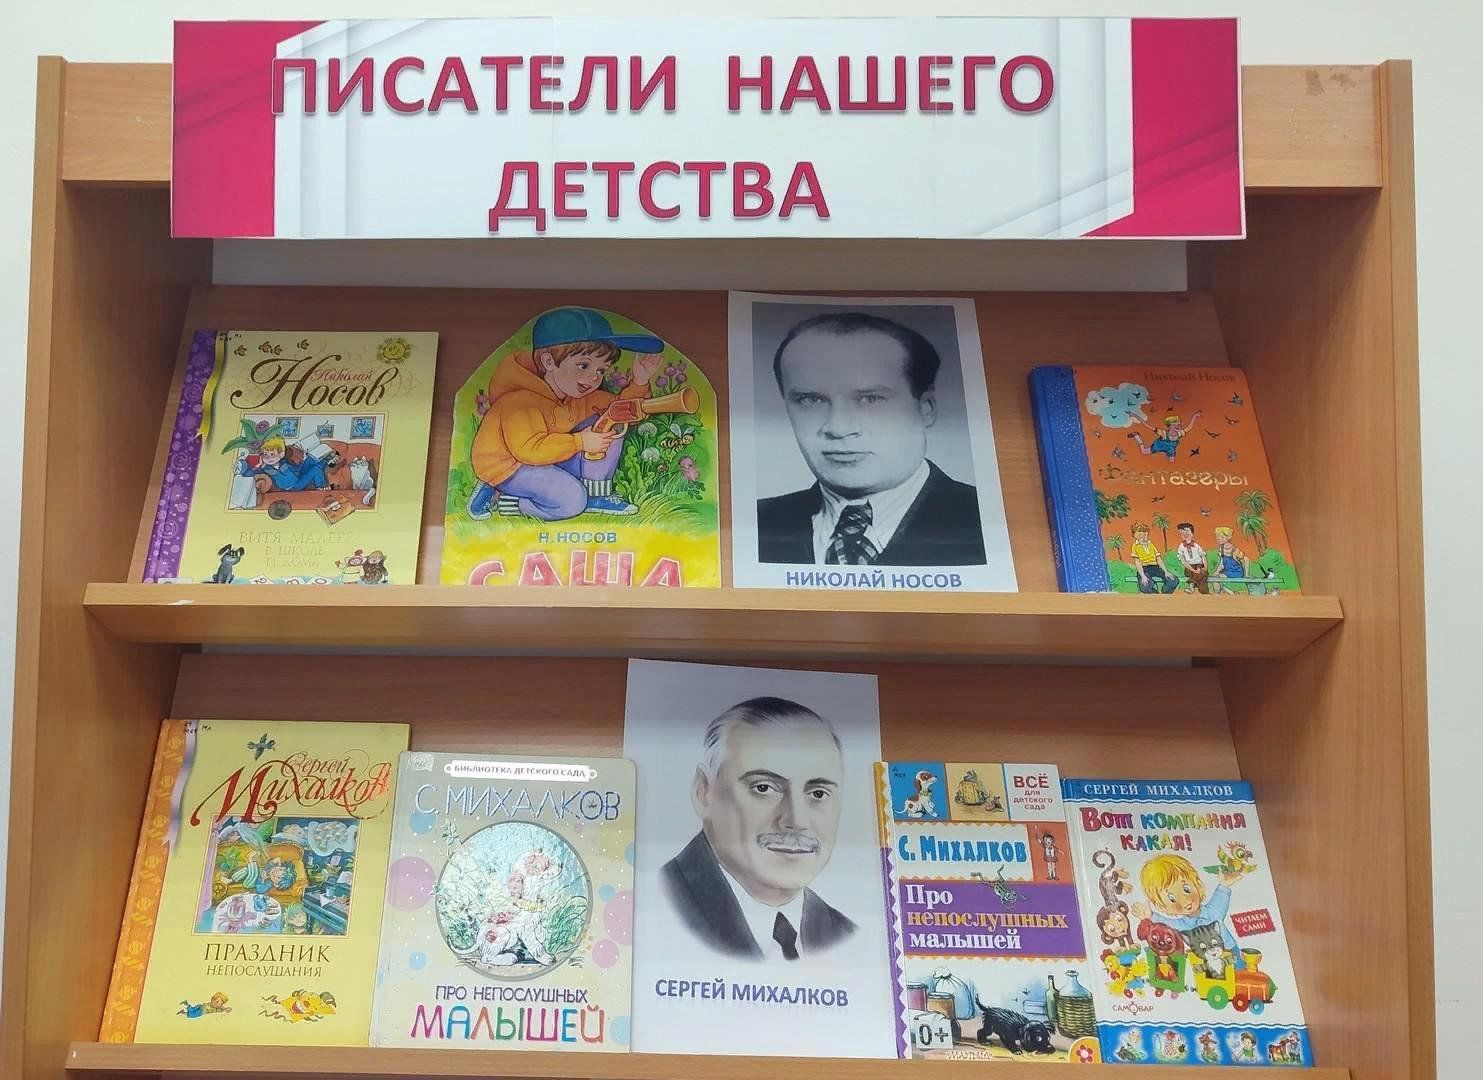 ПИСАТЕЛИ НАШЕГО
ДЕТСТВА
Николай
Носов
ВИТЯ МАЛЕЕВ
В ШКОЛЕ
И ДОМА
Н. НОСОВ
САША
НИКОЛАЙ НОСОВ
Николай Носов
Фантазеры
Сергей
Михалков
ПРАЗДНИК
НЕПОСЛУШАНИЯ
БИБЛИОТЕКА ДЕТСКОГО САДА
С. МИХАЛКОВ
ПРО НЕПОСЛУШНЫХ
МАЛЫШЕЙ
СЕРГЕЙ МИХАЛКОВ
ВСЁ
для
детского
сада
С. Михалков
Про
непослушных
малышей
0+
МАЛЫШ
СЕРГЕЙ МИХАЛКОВ
Вот компания
какая!
ЧИТАЕМ
САМИ
САМОВАР